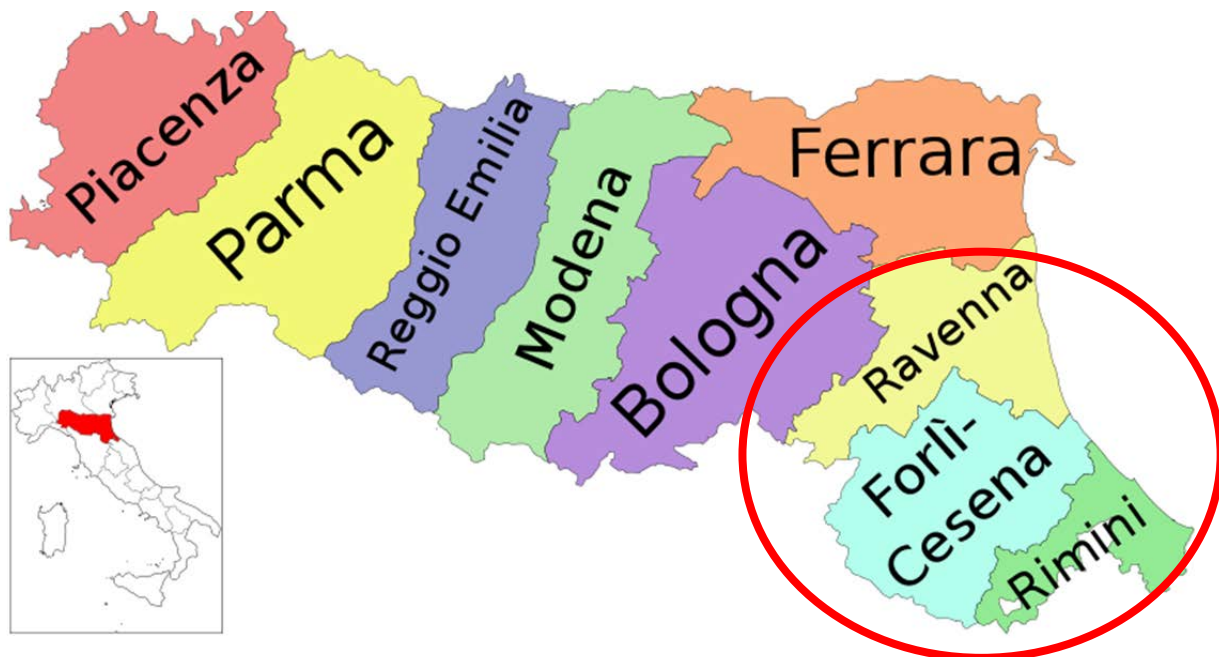 Piacenza
Parma
Reggio Emilia
Modena
Bologna
Ferrara
Ravenna
Forlì-
Cesena
Rimini